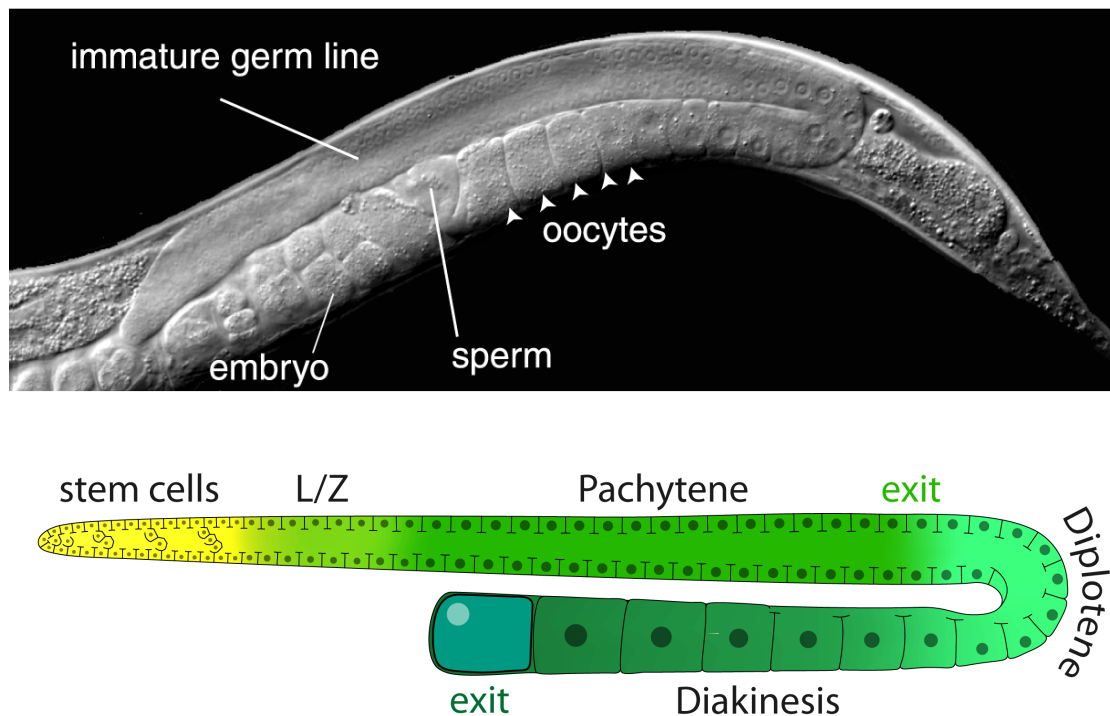 immature germ line
oocytes
sperm
embryo
stem cells
L/Z
Pachytene
exit
Diplotene
exit
Diakinesis